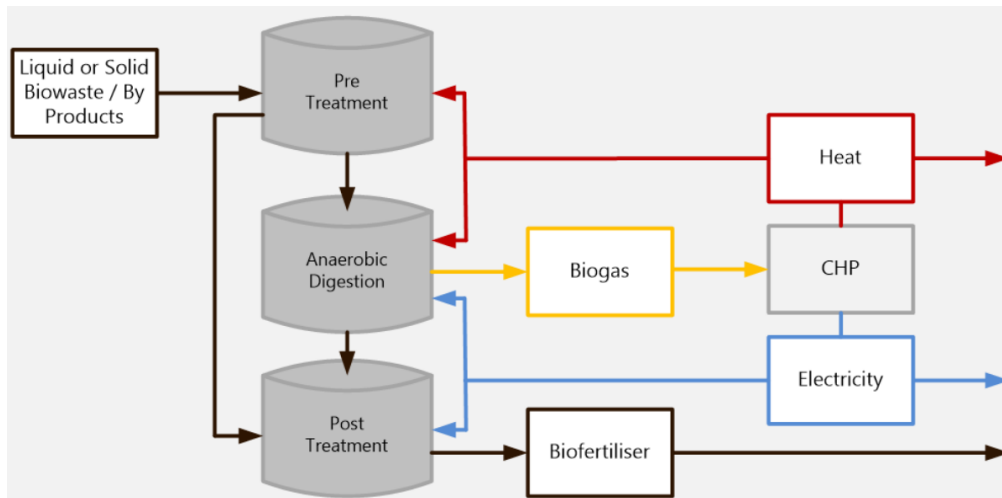 Liquid or Solid
Biowaste / By
Products
Pre
Treatment
Heat
Anaerobic
Digestion
Biogas
CHP
Electricity
Post
Treatment
Biofertiliser